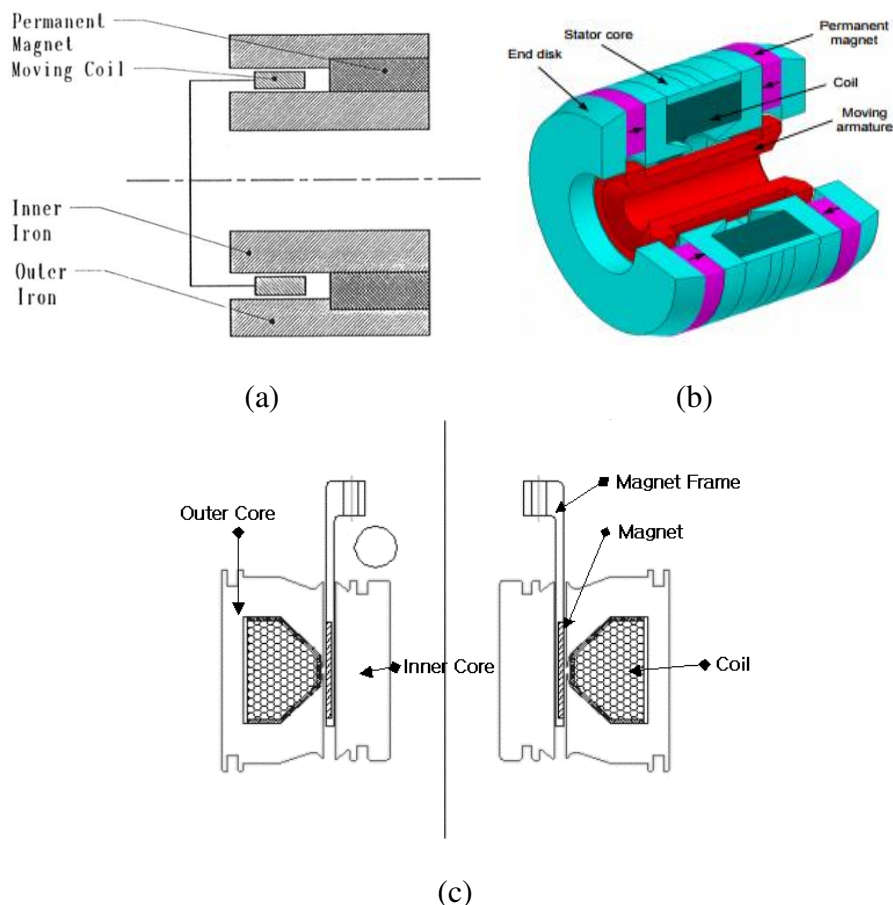 Permanent
Magnet
Moving Coil
Inner
Iron
Outer
Iron
(a)
Stator core
End disk
Permanent
magnet
Coil
Moving
armature
(b)
Outer Core
Inner Core
Magnet Frame
Magnet
Coil
(c)